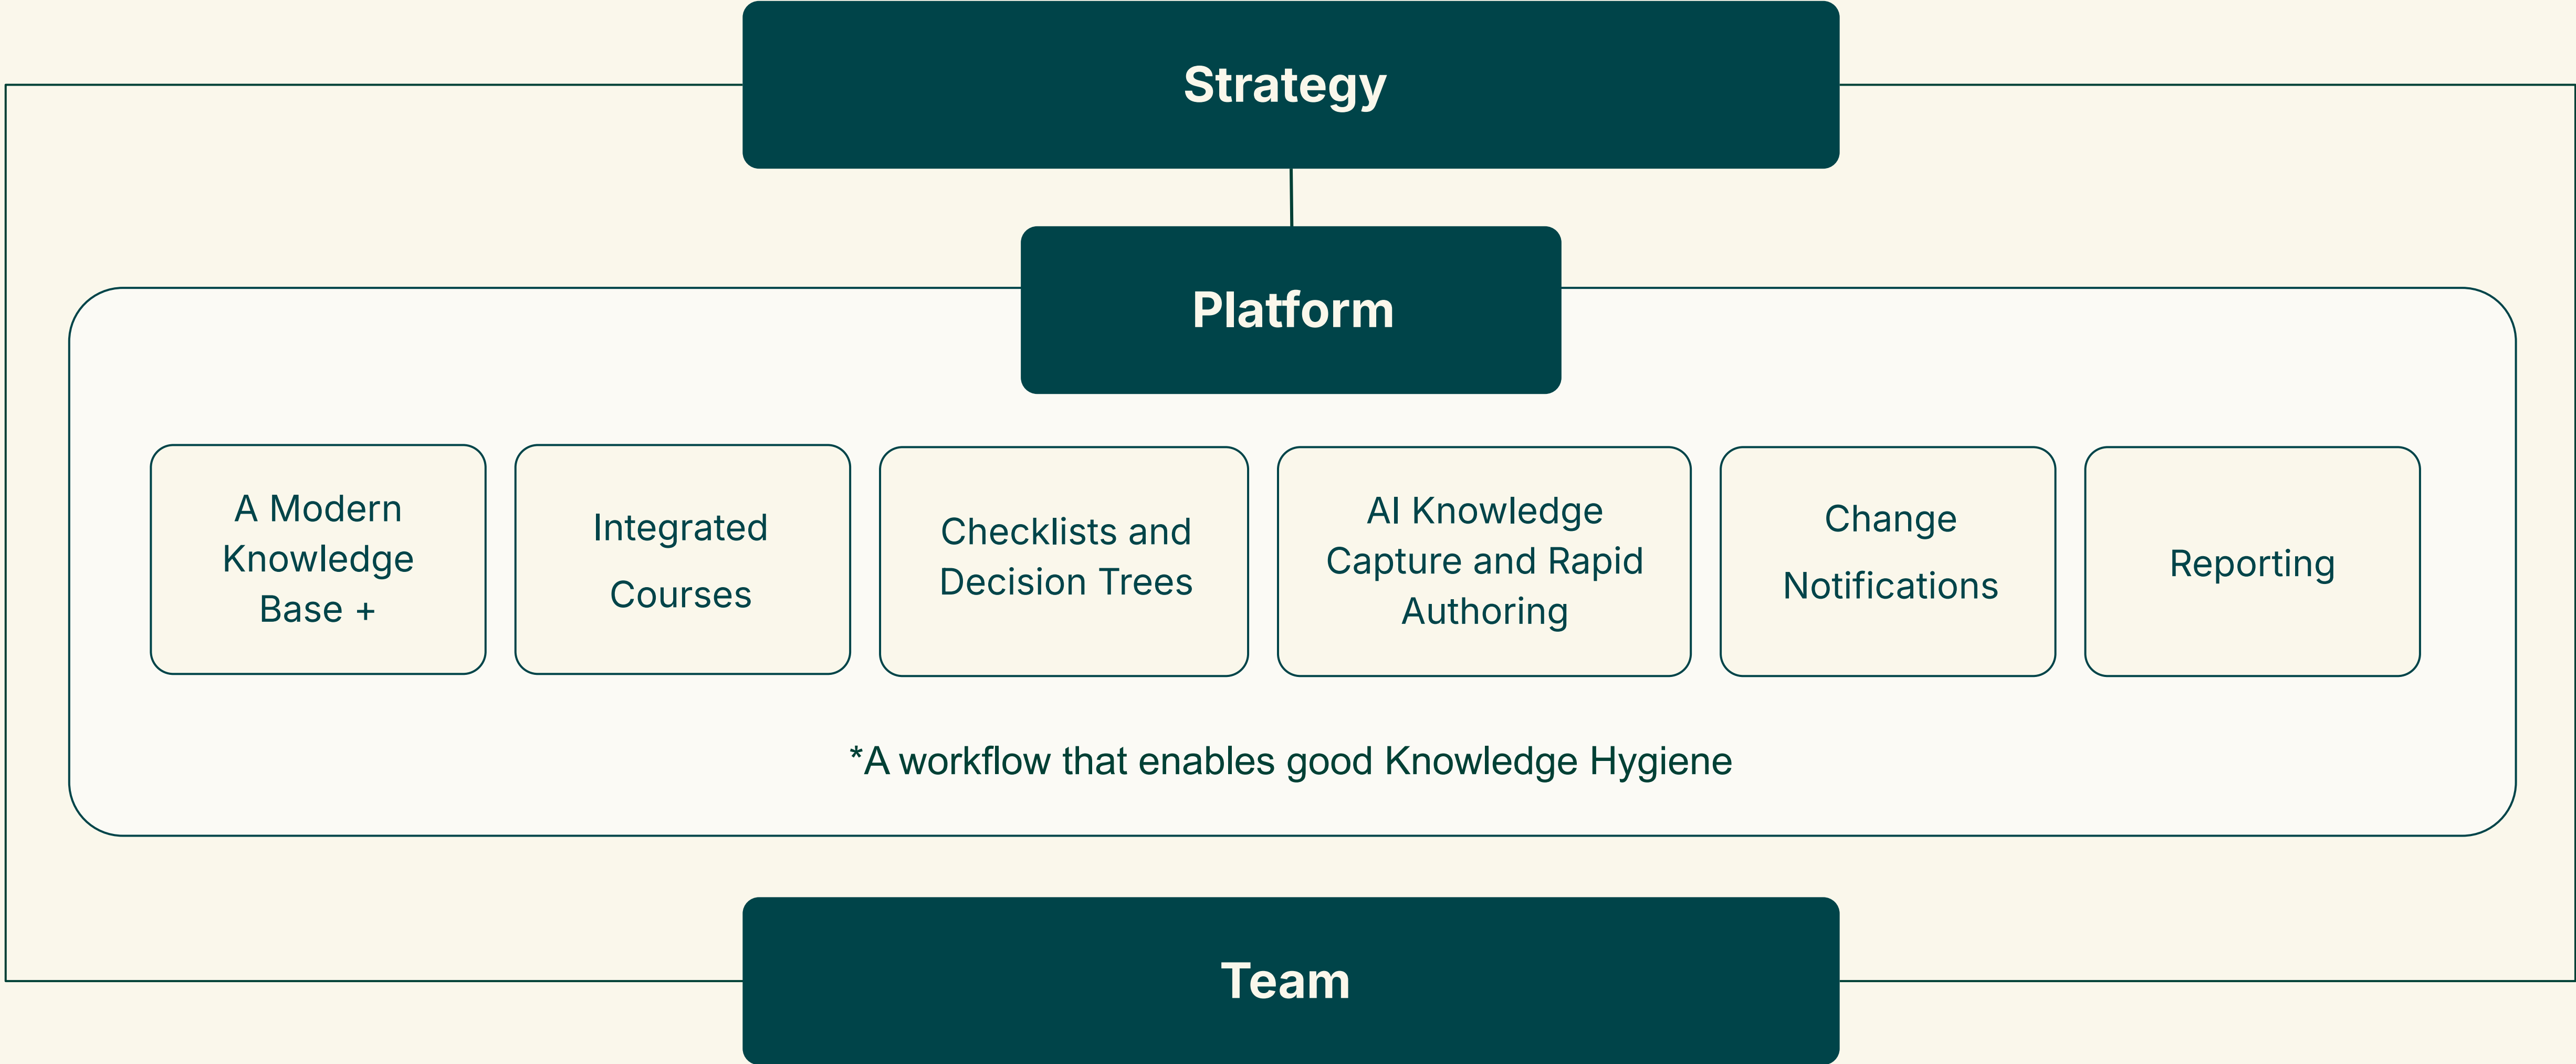 Strategy
Platform
A Modern
Knowledge
Base +
Integrated
Courses
Checklists and
Decision Trees
AI Knowledge
Capture and Rapid
Authoring
Change
Notifications
Reporting
*A workflow that enables good Knowledge Hygiene
Team